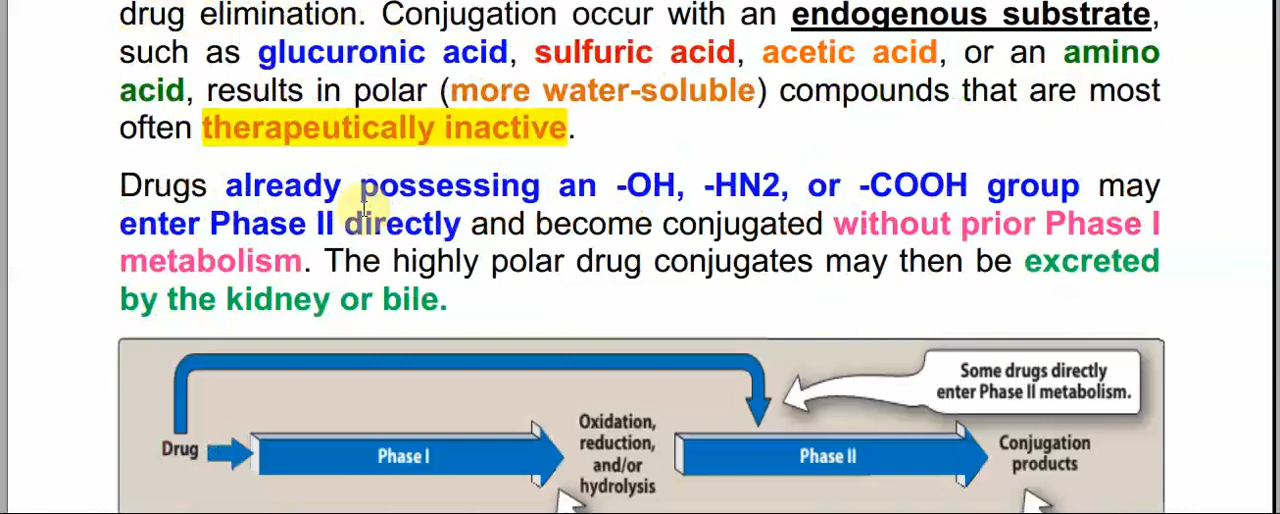 drug elimination. Conjugation occur with an endogenous substrate,
such as glucuronic acid, sulfuric acid, acetic acid, or an amino
acid, results in polar (more water-soluble) compounds that are most
often therapeutically inactive.
Drugs already possessing an -OH, -HN2, or -COOH group may
enter Phase II directly and become conjugated without prior Phase I
metabolism. The highly polar drug conjugates may then be excreted
by the kidney or bile.
Some drugs directly
enter Phase II metabolism.
Drug
Phase I
Oxidation,
reduction,
and/or
hydrolysis
Phase II
Conjugation
products